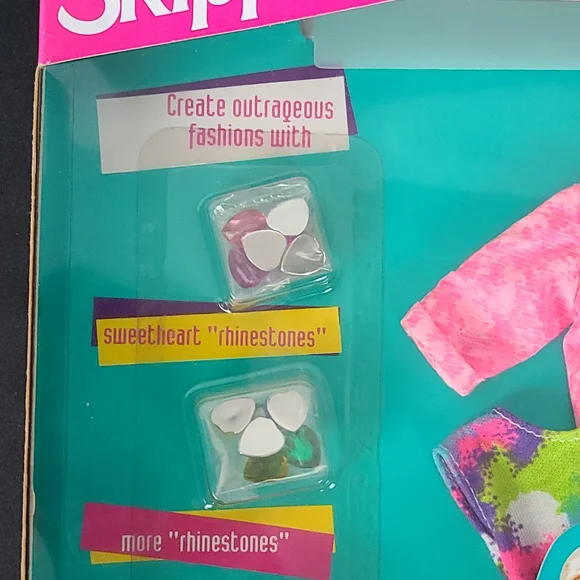 Create outrageous
fashions with
sweetheart "rhinestones"
more "rhinestones"